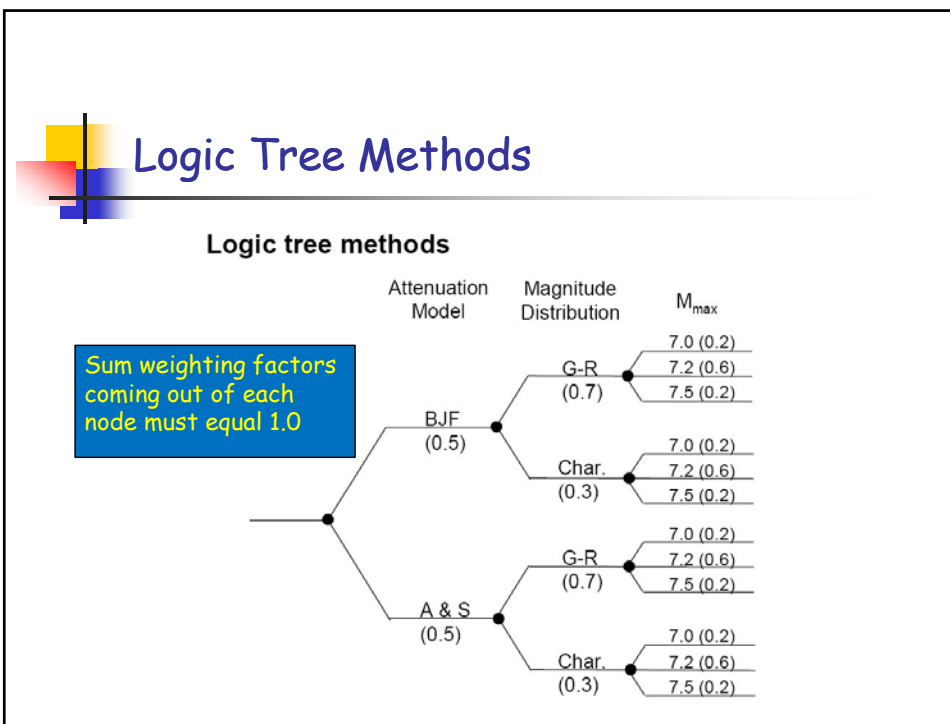 Logic Tree Methods
Logic tree methods
Attenuation
Model
Magnitude
Distribution
Mmax
Sum weighting factors
coming out of each
node must equal 1.0
BJF
(0.5)
G-R
(0.7)
7.0 (0.2)
7.2 (0.6)
7.5 (0.2)
Char.
(0.3)
7.0 (0.2)
7.2 (0.6)
7.5 (0.2)
A & S
(0.5)
G-R
(0.7)
7.0 (0.2)
7.2 (0.6)
7.5 (0.2)
Char.
(0.3)
7.0 (0.2)
7.2 (0.6)
7.5 (0.2)